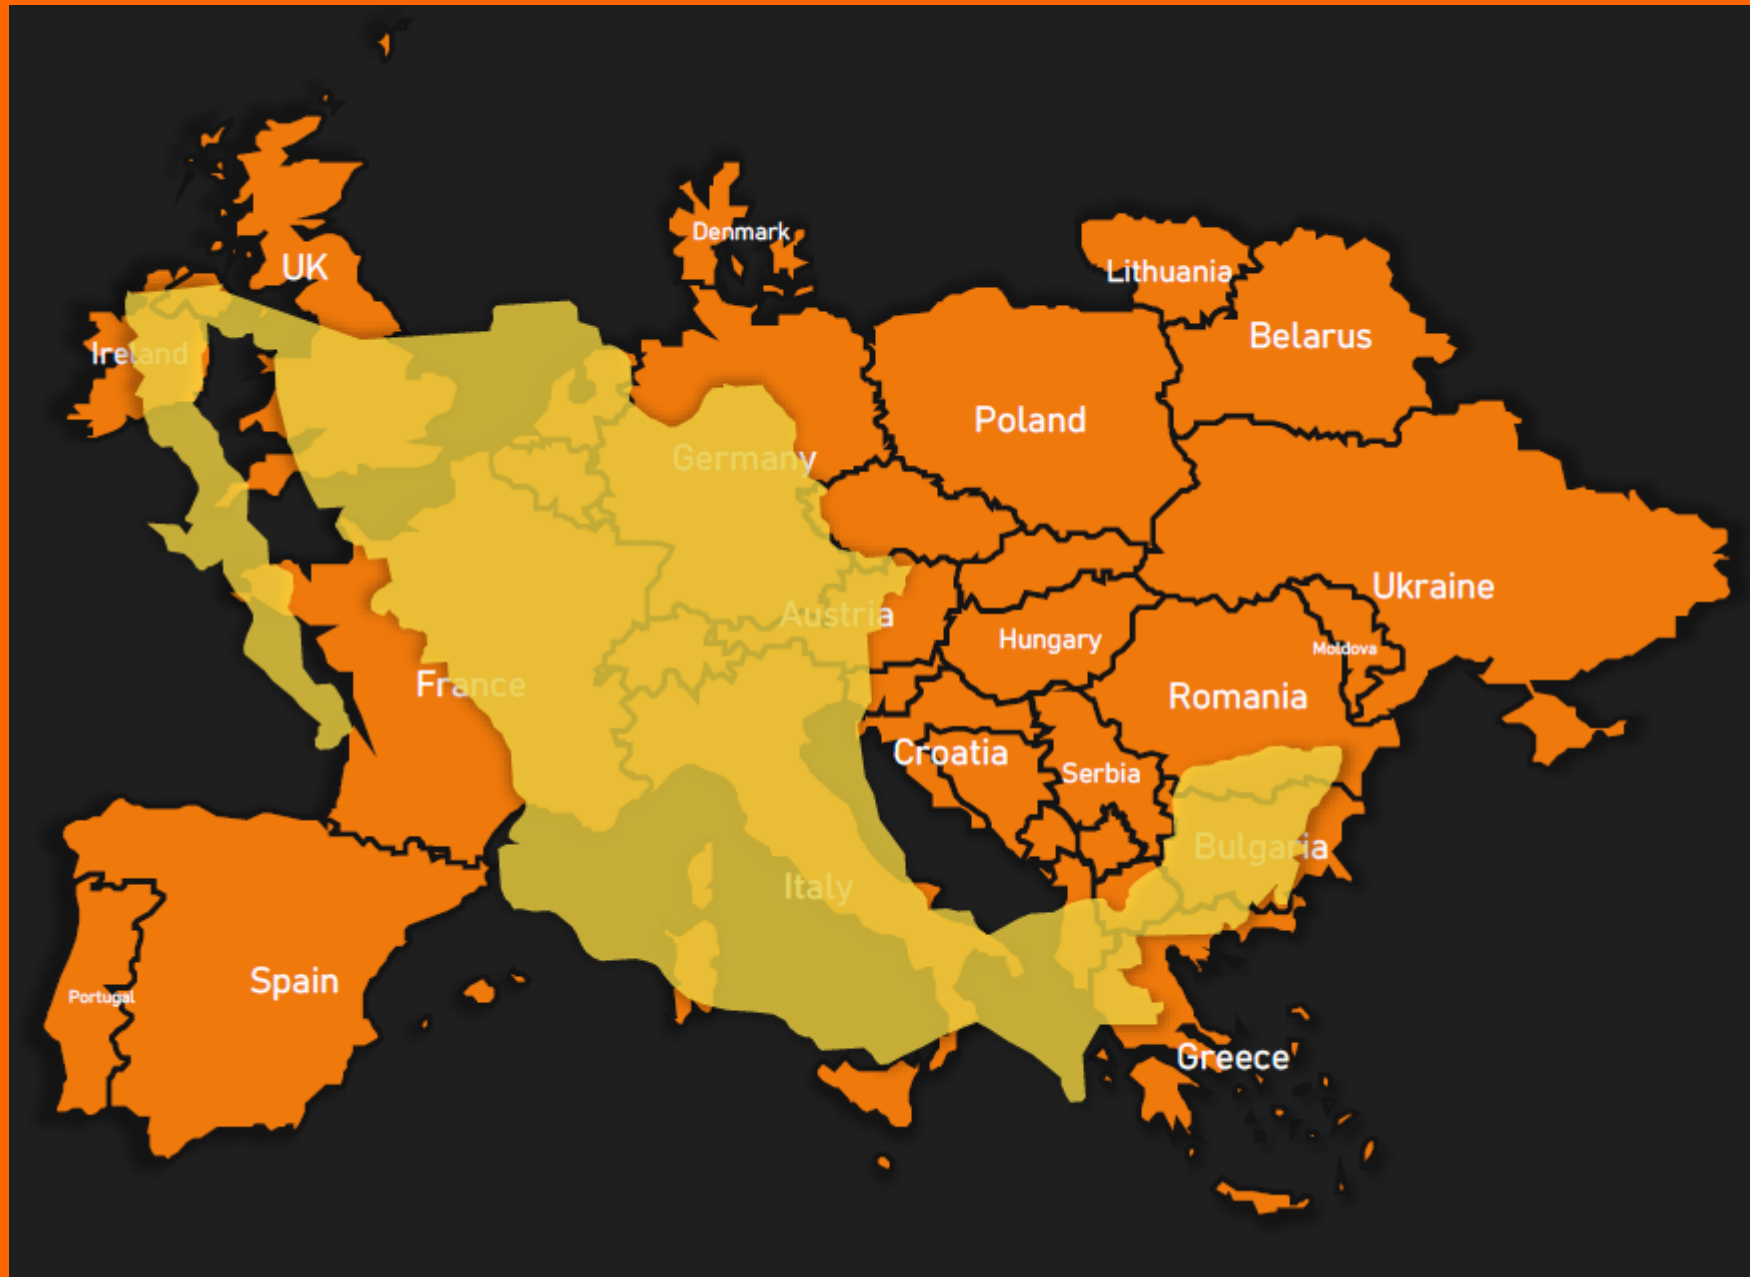 Denmark
UK
Lithuania
Belarus
Ireland
Poland
Germany
Ukraine
Austria
Hungary
Moldova
France
Romania
Croatia
Serbia
Bulgaria
Italy
Spain
Portugal
Greece